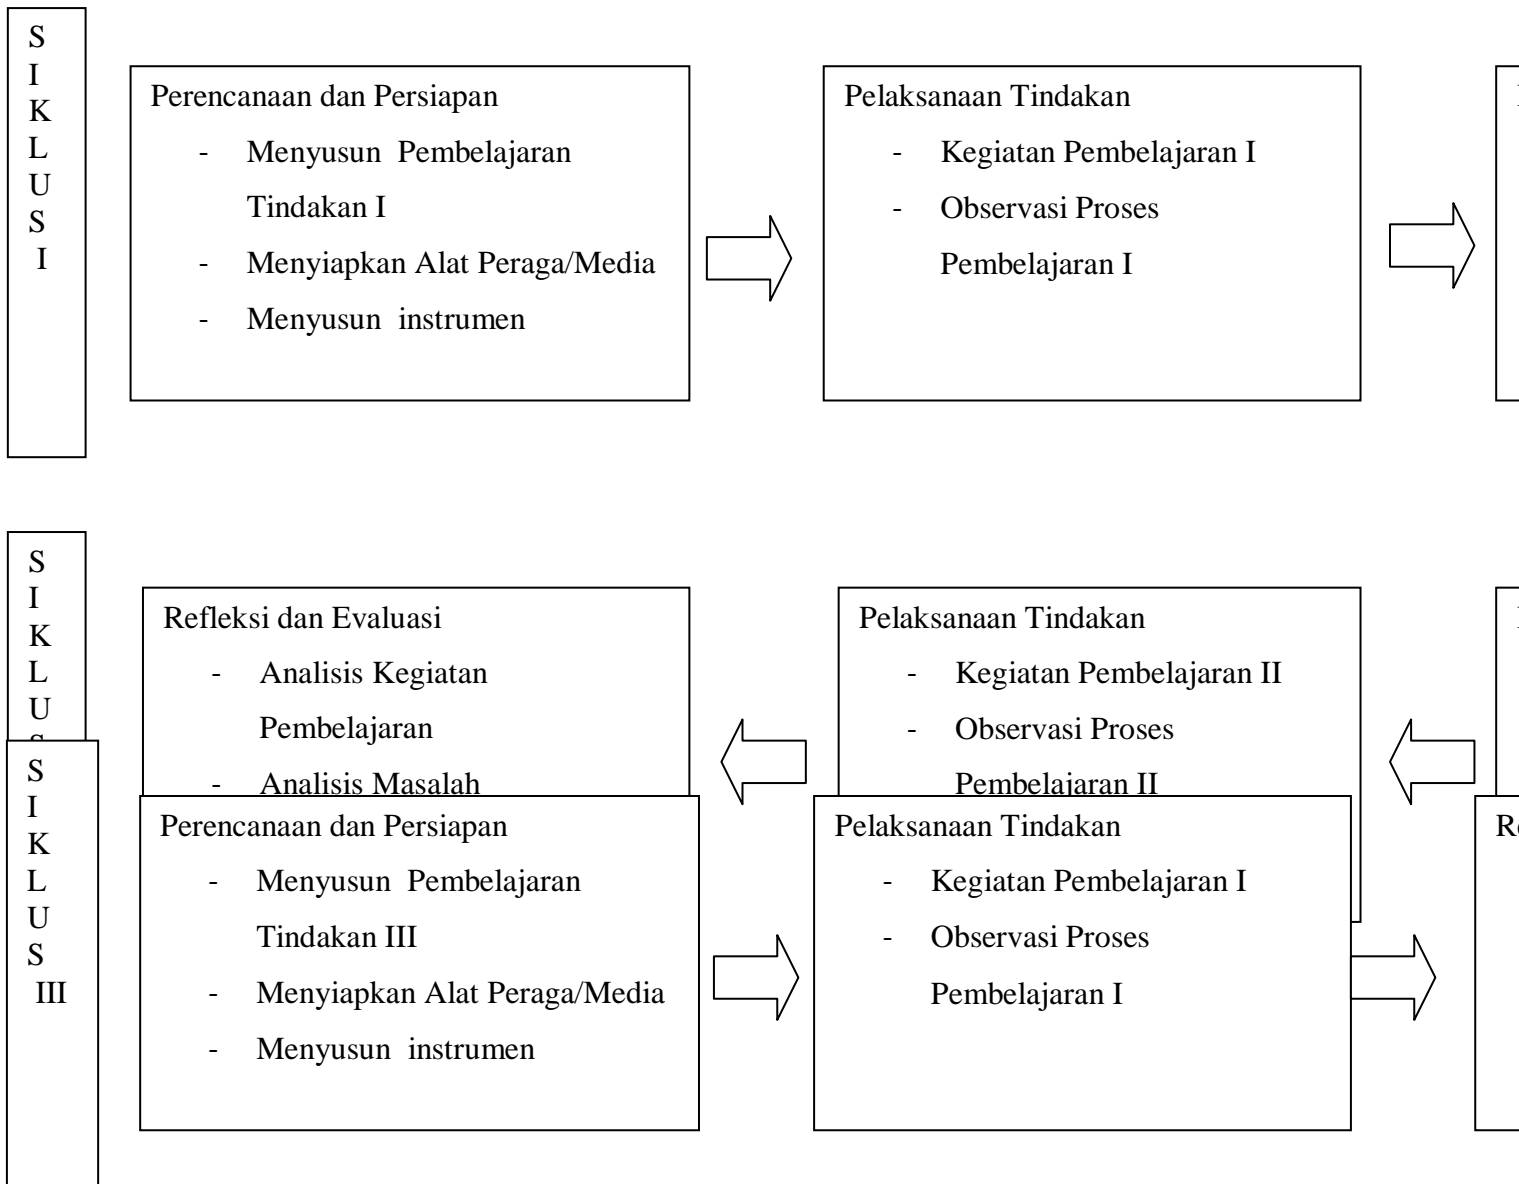 S
I
K
L
U
S
I
Perencanaan dan Persiapan
- Menyusun Pembelajaran
Tindakan I
- Menyiapkan Alat Peraga/Media
- Menyusun instrumen
Pelaksanaan Tindakan
- Kegiatan Pembelajaran I
- Observasi Proses
Pembelajaran I
S
I
K
L
U
Refleksi dan Evaluasi
- Analisis Kegiatan
Pembelajaran
- Analisis Masalah
Pelaksanaan Tindakan
- Kegiatan Pembelajaran II
- Observasi Proses
Pembelajaran II
S
I
K
L
U
S
III
Perencanaan dan Persiapan
- Menyusun Pembelajaran
Tindakan III
- Menyiapkan Alat Peraga/Media
- Menyusun instrumen
Pelaksanaan Tindakan
- Kegiatan Pembelajaran I
- Observasi Proses
Pembelajaran I